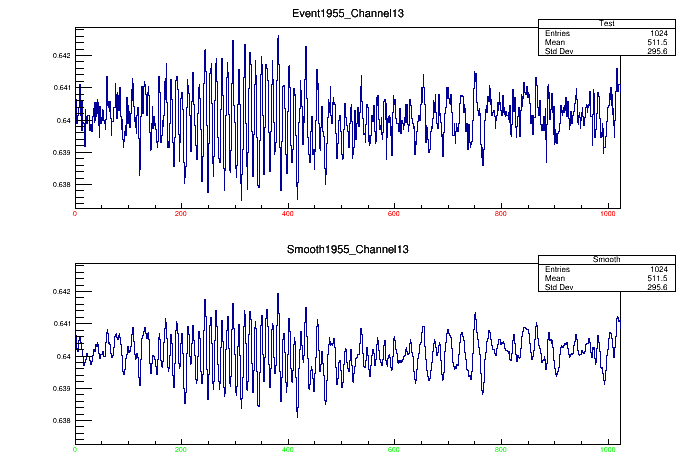 Event1955_Channel13
Test
Entries 1024
Mean 511.5
Std Dev 295.6
0.642
0.641
0.64
0.639
0.638
0 200 400 600 800 1000
Smooth1955_Channel13
Smooth
Entries 1024
Mean 511.5
Std Dev 295.6
0.642
0.641
0.64
0.639
0.638
0 200 400 600 800 1000